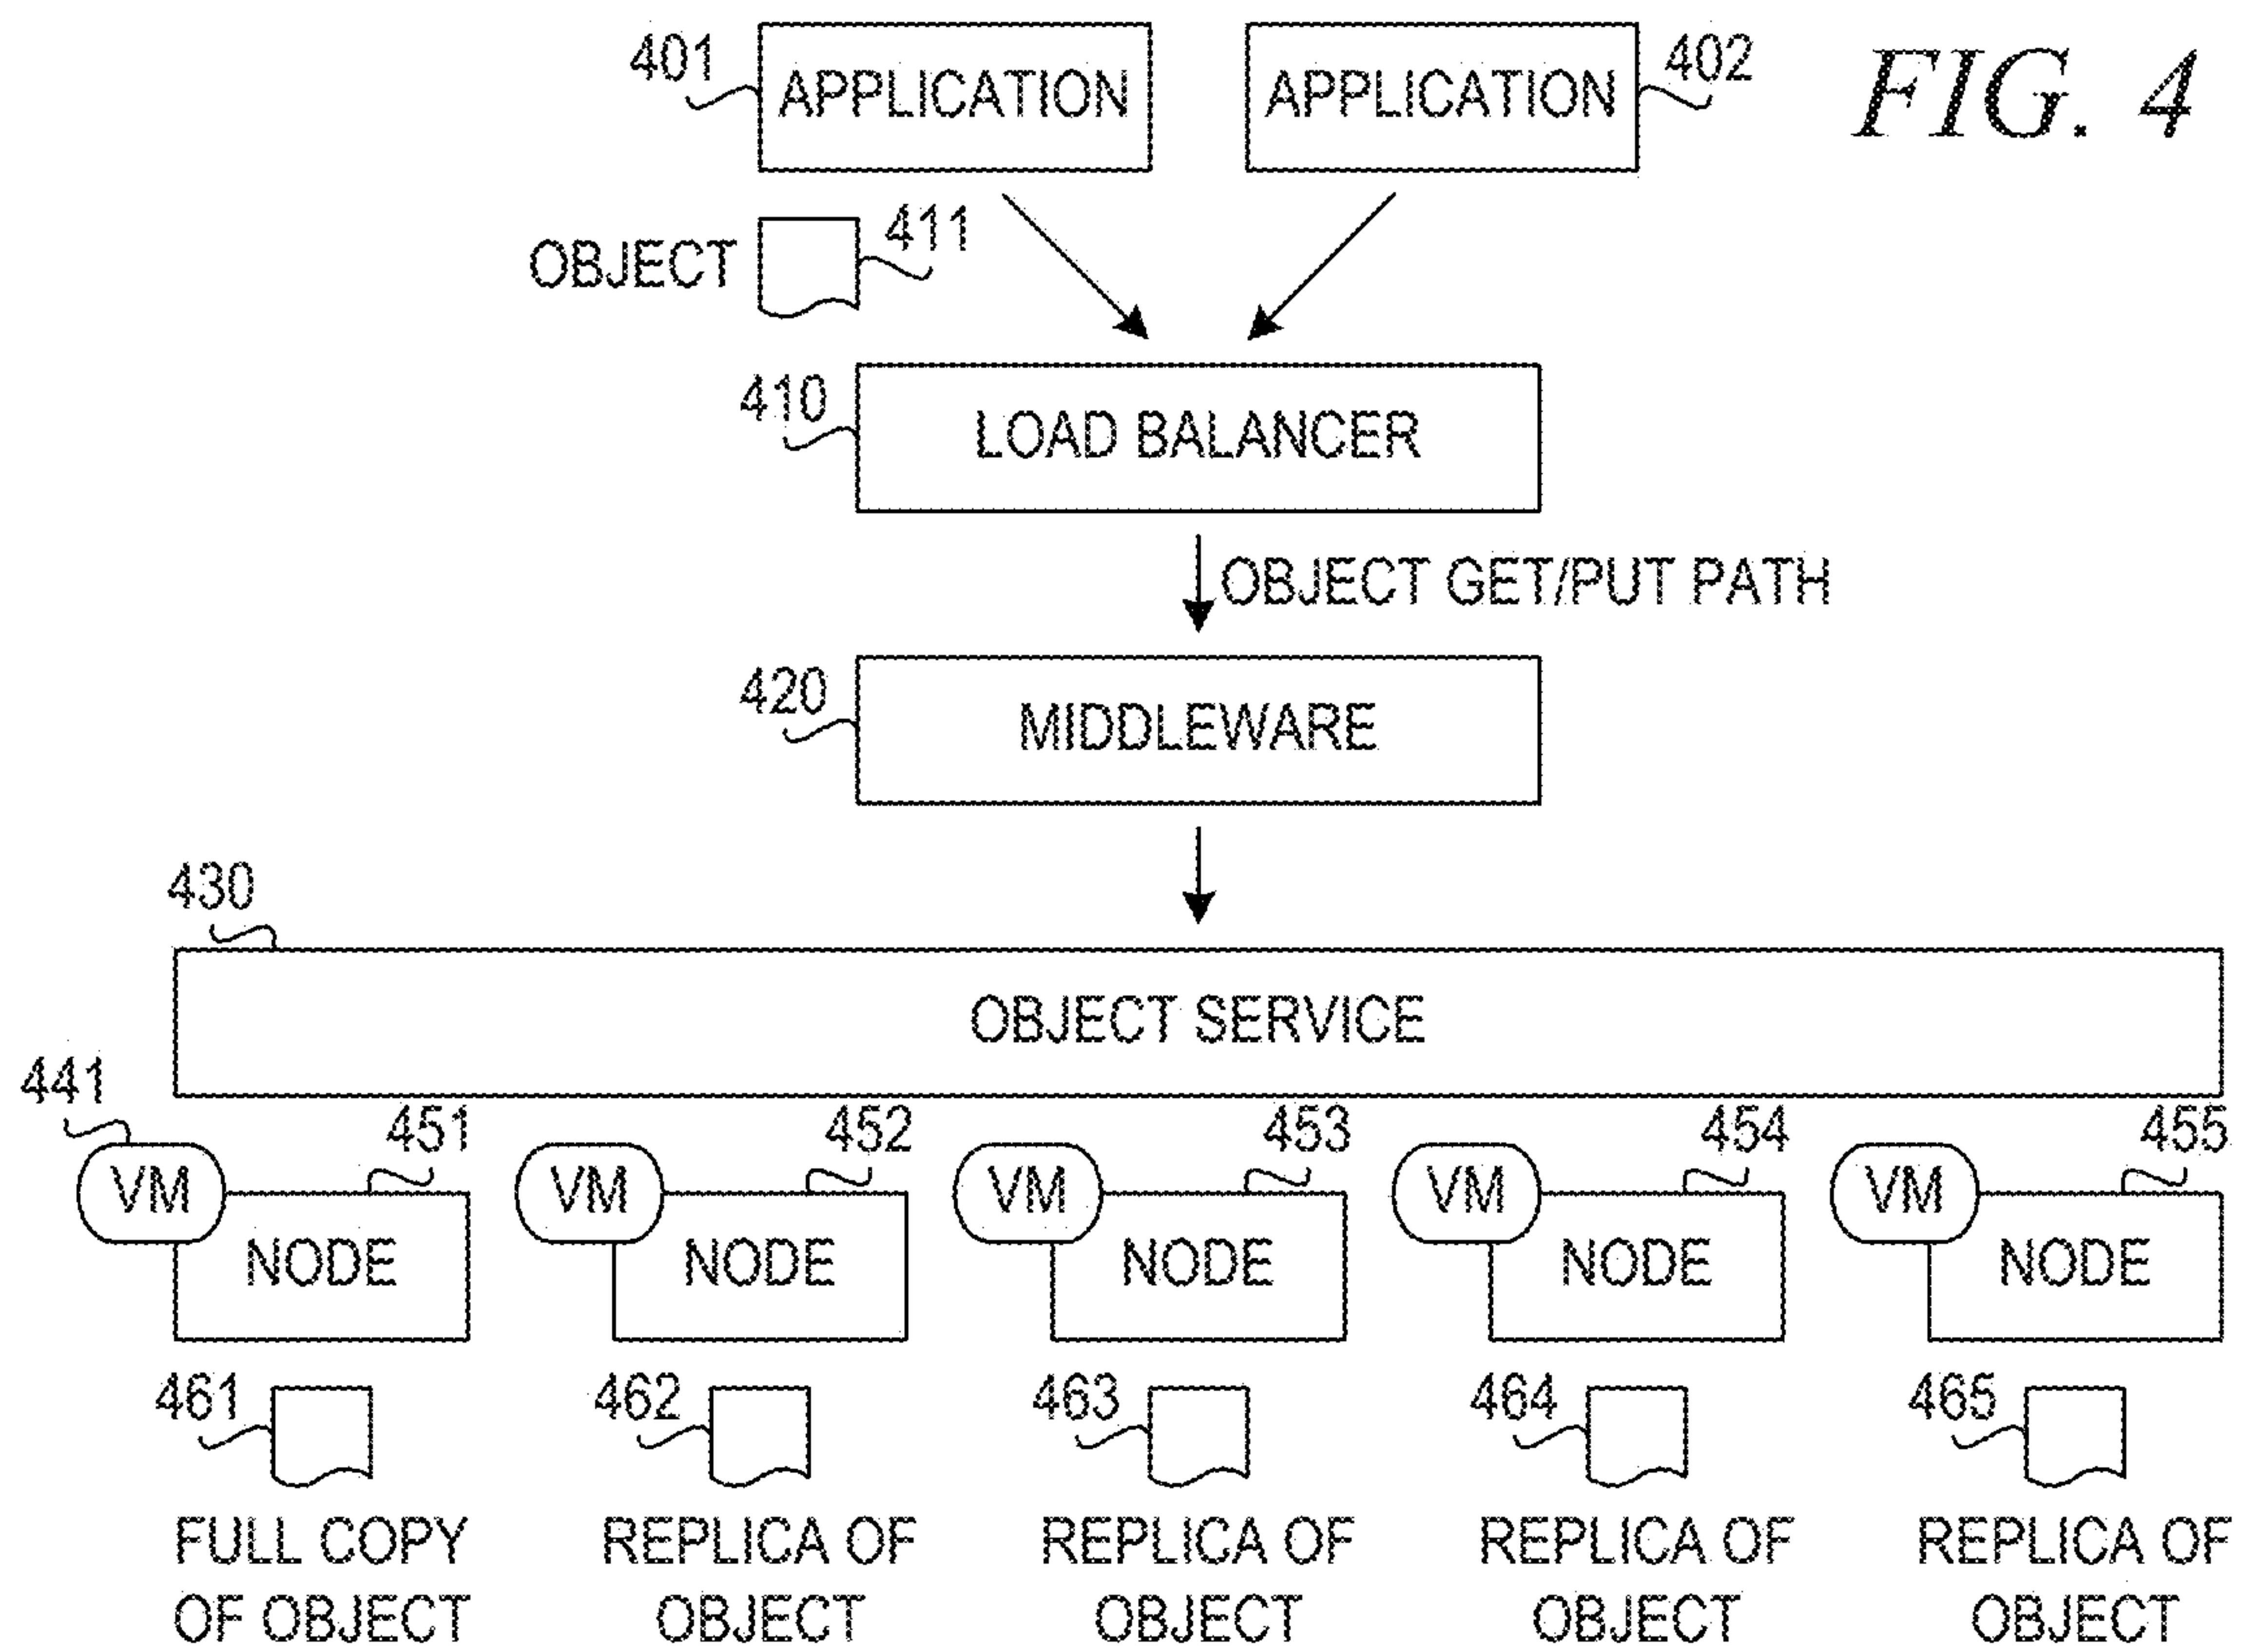 401
APPLICATION
APPLICATION
402
FIG. 4
OBJECT
411
410
LOAD BALANCER
OBJECT GET/PUT PATH
420
MIDDLEWARE
430
OBJECT SERVICE
441
451
452
453
454
455
VM
VM
VM
VM
VM
NODE
NODE
NODE
NODE
NODE
461
462
463
464
465
FULL COPY
OF OBJECT
REPLICA OF
OBJECT
REPLICA OF
OBJECT
REPLICA OF
OBJECT
REPLICA OF
OBJECT